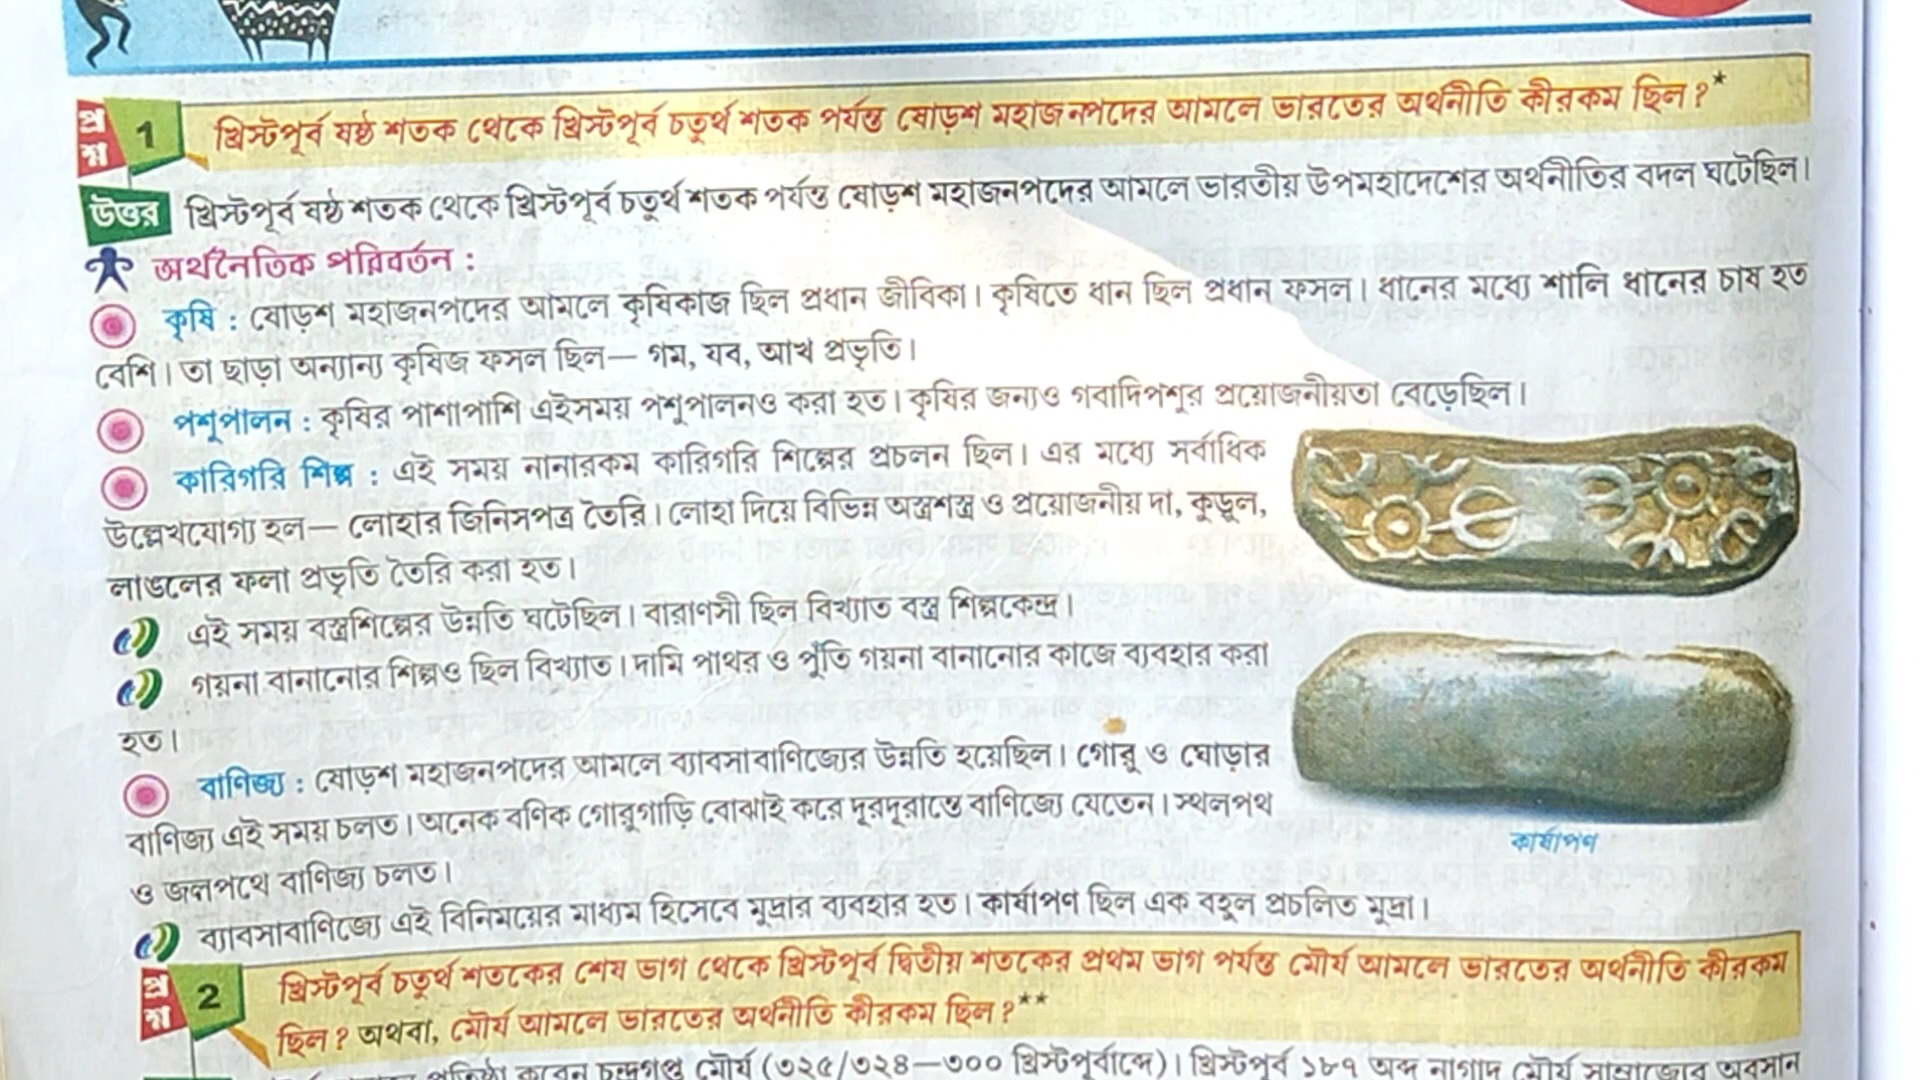 প্রশ্ন 1 খ্রিস্টপূর্ব ষষ্ঠ শতক থেকে খ্রিস্টপূর্ব চতুর্থ শতক পর্যন্ত ষোড়শ মহাজনপদের আমলে ভারতের অর্থনীতি কীরকম ছিল?*
উত্তর খ্রিস্টপূর্ব ষষ্ঠ শতক থেকে খ্রিস্টপূর্ব চতুর্থ শতক পর্যন্ত ষোড়শ মহাজনপদের আমলে ভারতীয় উপমহাদেশের অর্থনীতির বদল ঘটেছিল।
অর্থনৈতিক পরিবর্তন :
কৃষি : ষোড়শ মহাজনপদের আমলে কৃষিকাজ ছিল প্রধান জীবিকা। কৃষিতে ধান ছিল প্রধান ফসল। ধানের মধ্যে শালি ধানের চাষ হত
বেশি। তা ছাড়া অন্যান্য কৃষিজ ফসল ছিল— গম, যব, আখ প্রভৃতি।
পশুপালন : কৃষির পাশাপাশি এইসময় পশুপালনও করা হত। কৃষির জন্যও গবাদিপশুর প্রয়োজনীয়তা বেড়েছিল।
কারিগরি শিল্প : এই সময় নানারকম কারিগরি শিল্পের প্রচলন ছিল। এর মধ্যে সর্বাধিক
উল্লেখযোগ্য হল— লোহার জিনিসপত্র তৈরি। লোহা দিয়ে বিভিন্ন অস্ত্রশস্ত্র ও প্রয়োজনীয় দা, কুড়ুল,
লাঙলের ফলা প্রভৃতি তৈরি করা হত।
এই সময় বস্ত্রশিল্পের উন্নতি ঘটেছিল। বারাণসী ছিল বিখ্যাত বস্ত্র শিল্পকেন্দ্র।
গয়না বানানোর শিল্পও ছিল বিখ্যাত। দামি পাথর ও পুঁতি গয়না বানানোর কাজে ব্যবহার করা
হত।
বাণিজ্য : ষোড়শ মহাজনপদের আমলে ব্যাবসাবাণিজ্যের উন্নতি হয়েছিল। গোরু ও ঘোড়ার
বাণিজ্য এই সময় চলত। অনেক বণিক গোরুগাড়ি বোঝাই করে দূরদূরান্তে বাণিজ্যে যেতেন। স্থলপথ
ও জলপথে বাণিজ্য চলত।
কার্ষাপণ
ব্যাবসাবাণিজ্যে এই বিনিময়ের মাধ্যম হিসেবে মুদ্রার ব্যবহার হত। কার্ষাপণ ছিল এক বহুল প্রচলিত মুদ্রা।
প্রশ্ন 2 খ্রিস্টপূর্ব চতুর্থ শতকের শেষ ভাগ থেকে খ্রিস্টপূর্ব দ্বিতীয় শতকের প্রথম ভাগ পর্যন্ত মৌর্য আমলে ভারতের অর্থনীতি কীরকম
ছিল? অথবা, মৌর্য আমলে ভারতের অর্থনীতি কীরকম ছিল?**
প্রতিষ্ঠা করেন চন্দ্রগুপ্ত মৌর্য (৩২৫/৩২৪—৩০০ খ্রিস্টপূর্বাব্দে)। খ্রিস্টপূর্ব ১৮৭ অব্দ নাগাদ মৌর্য সাম্রাজ্যের অবসান